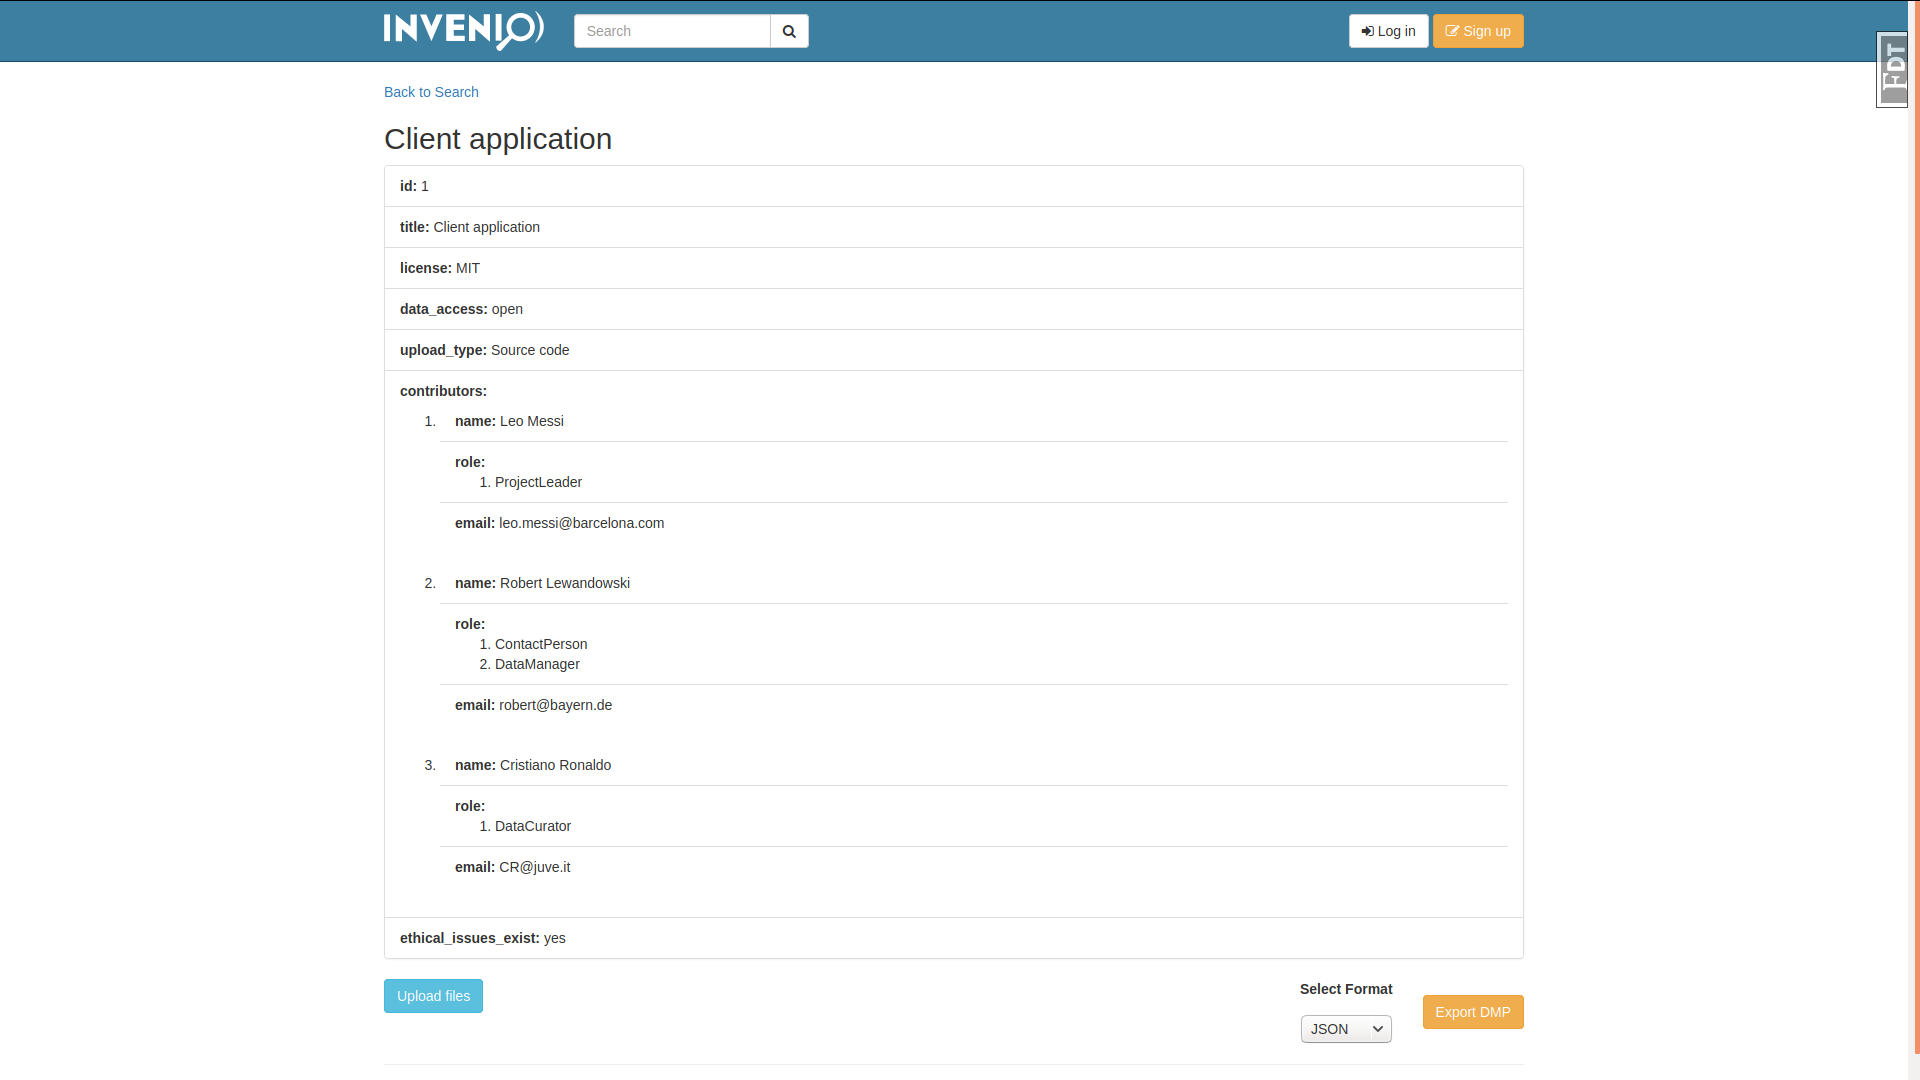 INVENIO
Search
Log in
Sign up
FDT
Back to Search
Client application
id: 1
title: Client application
license: MIT
data_access: open
upload_type: Source code
contributors:
1. name: Leo Messi
role:
1. ProjectLeader
email: leo.messi@barcelona.com
2. name: Robert Lewandowski
role:
1. ContactPerson
2. DataManager
email: robert@bayern.de
3. name: Cristiano Ronaldo
role:
1. DataCurator
email: CR@juve.it
ethical_issues_exist: yes
Upload files
Select Format
JSON
Export DMP